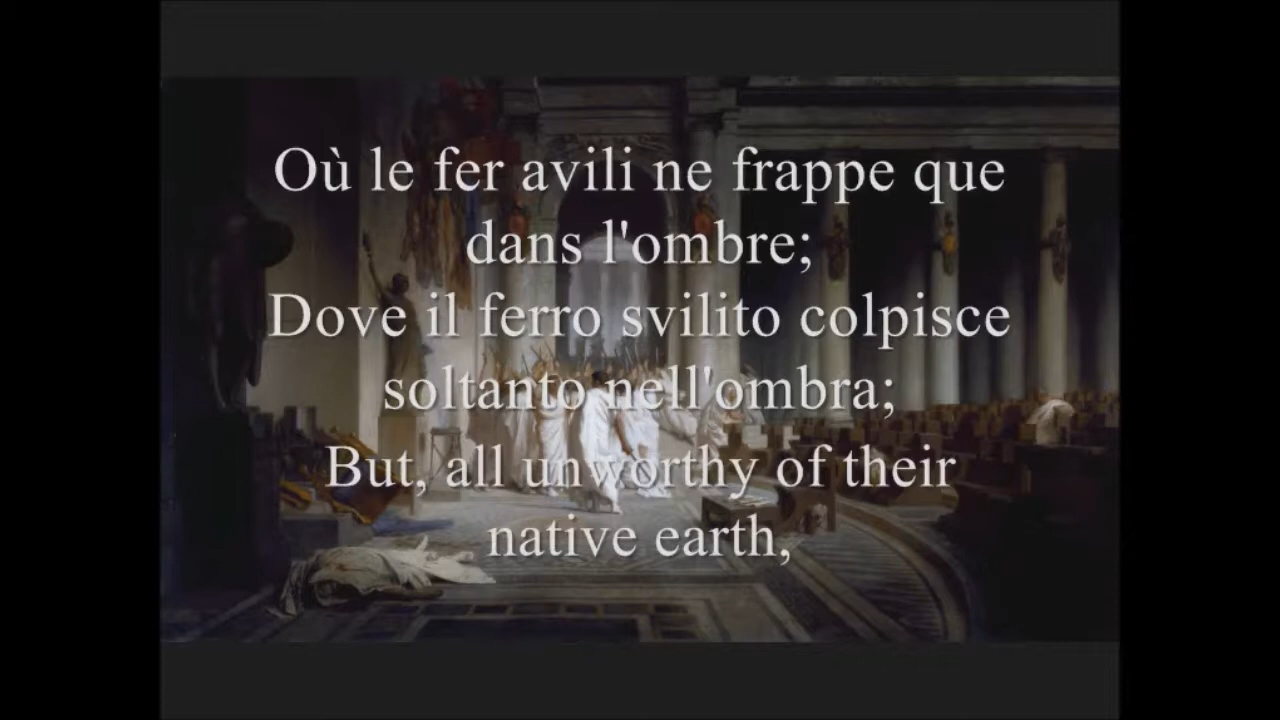 Où le fer avili ne frappe que
dans l'ombre;
Dove il ferro svilito colpisce
soltanto nell'ombra;
But, all unworthy of their
native earth,